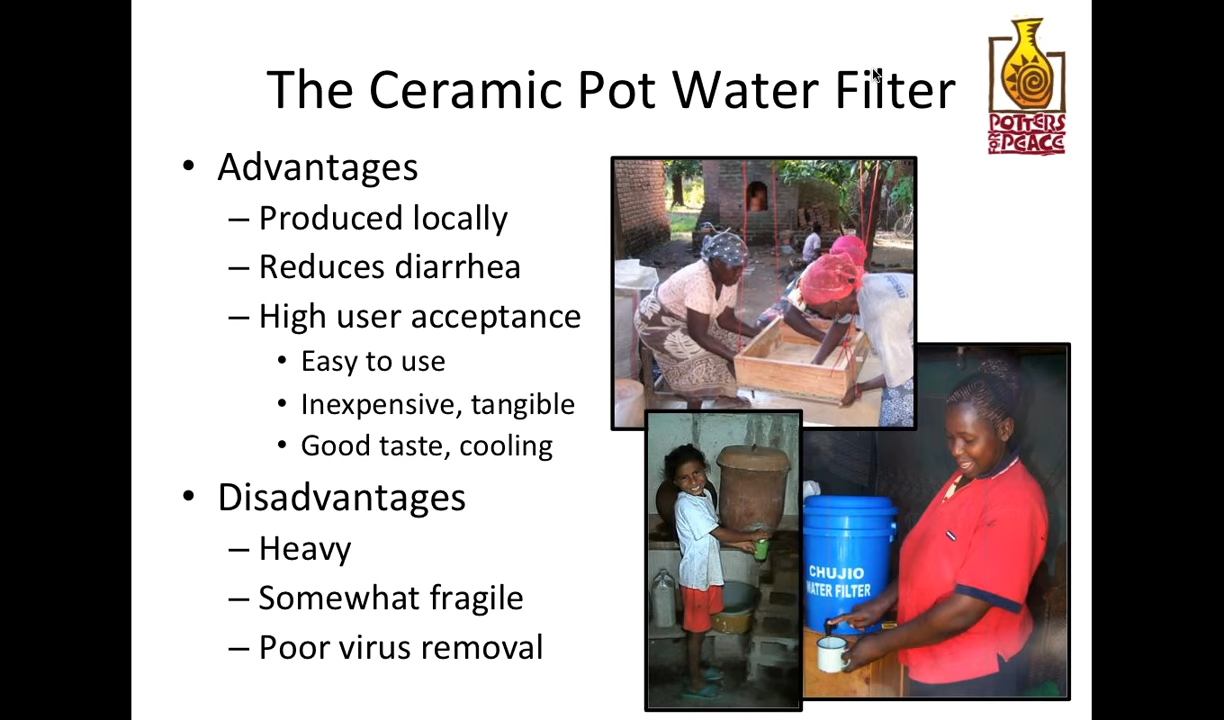 The Ceramic Pot Water Filter
POTTERS
FOR PEACE
• Advantages
– Produced locally
– Reduces diarrhea
– High user acceptance
• Easy to use
• Inexpensive, tangible
• Good taste, cooling
• Disadvantages
– Heavy
– Somewhat fragile
– Poor virus removal
CHUJIO
WATER FILTER